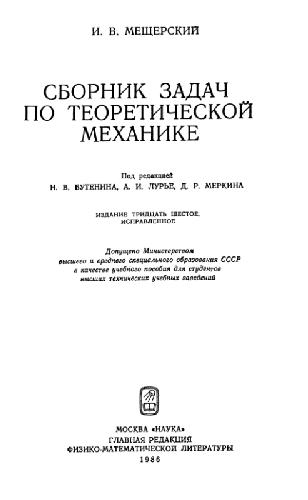 И. В. МЕЩЕРСКИЙ
СБОРНИК ЗАДАЧ
ПО ТЕОРЕТИЧЕСКОЙ
МЕХАНИКЕ
Под редакцией
Н. В. БУТЕНИНА, А. И. ЛУРЬЕ, Д. Р. МЕРКИНА
ИЗДАНИЕ ТРИДЦАТЬ ШЕСТОЕ,
ИСПРАВЛЕННОЕ
Допущено Министерством
высшего и среднего специального образования СССР
в качестве учебного пособия для студентов
высших технических учебных заведений
МОСКВА «НАУКА»
ГЛАВНАЯ РЕДАКЦИЯ
ФИЗИКО-МАТЕМАТИЧЕСКОЙ ЛИТЕРАТУРЫ
1986